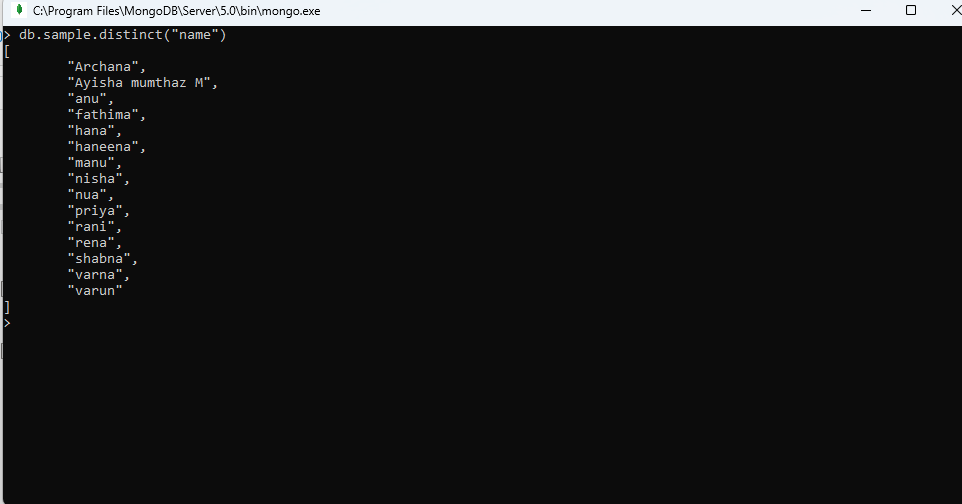 C:\Program Files\MongoDB\Server\5.0\bin\mongo.exe
> db.sample.distinct("name")
[
        "Archana",
        "Ayisha mumthaz M",
        "anu",
        "fathima",
        "hana",
        "haneena",
        "manu",
        "nisha",
        "nua",
        "priya",
        "rani",
        "rena",
        "shabna",
        "varna",
        "varun"
]
>